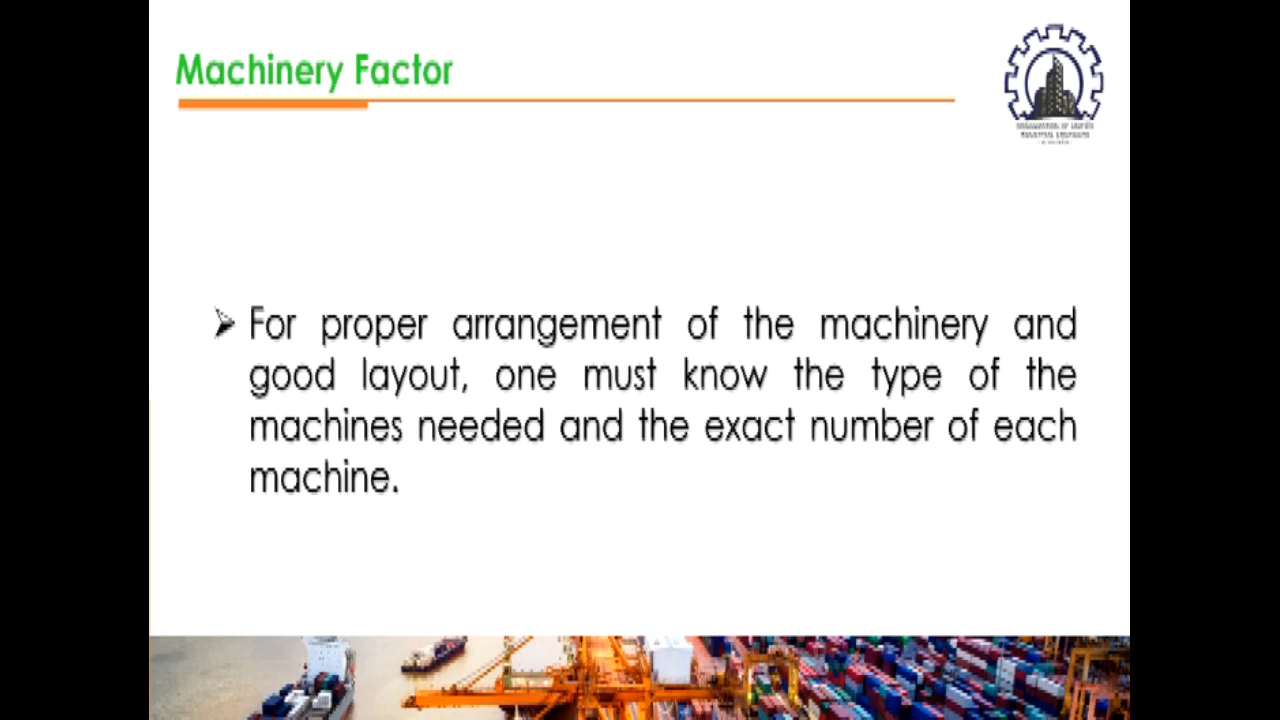 Machinery Factor
For proper arrangement of the machinery and
good layout, one must know the type of the
machines needed and the exact number of each
machine.